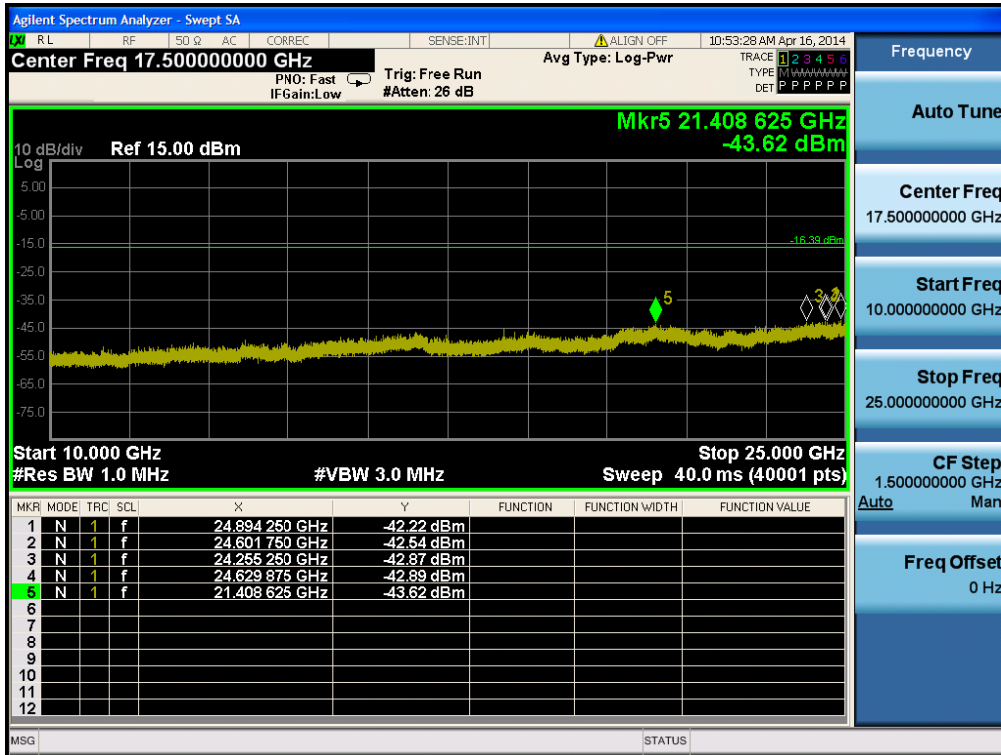 Agilent Spectrum Analyzer - Swept SA
LXI RL RF 50 Ω AC CORREC SENSE:INT ALIGN OFF 10:53:28 AM Apr 16, 2014
Center Freq 17.500000000 GHz
PNO: Fast
IFGain:Low
Trig: Free Run
#Atten: 26 dB
Avg Type: Log-Pwr
TRACE 1 2 3 4 5 6
TYPE M WWWWW
DET P P P P P P
Mkr5 21.408 625 GHz
-43.62 dBm
10 dB/div Ref 15.00 dBm
Log
5.00
-5.00
-15.0
-16.39 dBm
-25.0
-35.0
5
3
-45.0
-55.0
-65.0
-75.0
Start 10.000 GHz Stop 25.000 GHz
#Res BW 1.0 MHz #VBW 3.0 MHz Sweep 40.0 ms (40001 pts)
MKR MODE TRC SCL X Y FUNCTION FUNCTION WIDTH FUNCTION VALUE
1 N 1 f 24.894 250 GHz -42.22 dBm
2 N 1 f 24.601 750 GHz -42.54 dBm
3 N 1 f 24.255 250 GHz -42.87 dBm
4 N 1 f 24.629 875 GHz -42.89 dBm
5 N 1 f 21.408 625 GHz -43.62 dBm
6
7
8
9
10
11
12
MSG STATUS
Frequency
Auto Tune
Center Freq
17.500000000 GHz
Start Freq
10.000000000 GHz
Stop Freq
25.000000000 GHz
CF Step
1.500000000 GHz
Auto Man
Freq Offset
0 Hz